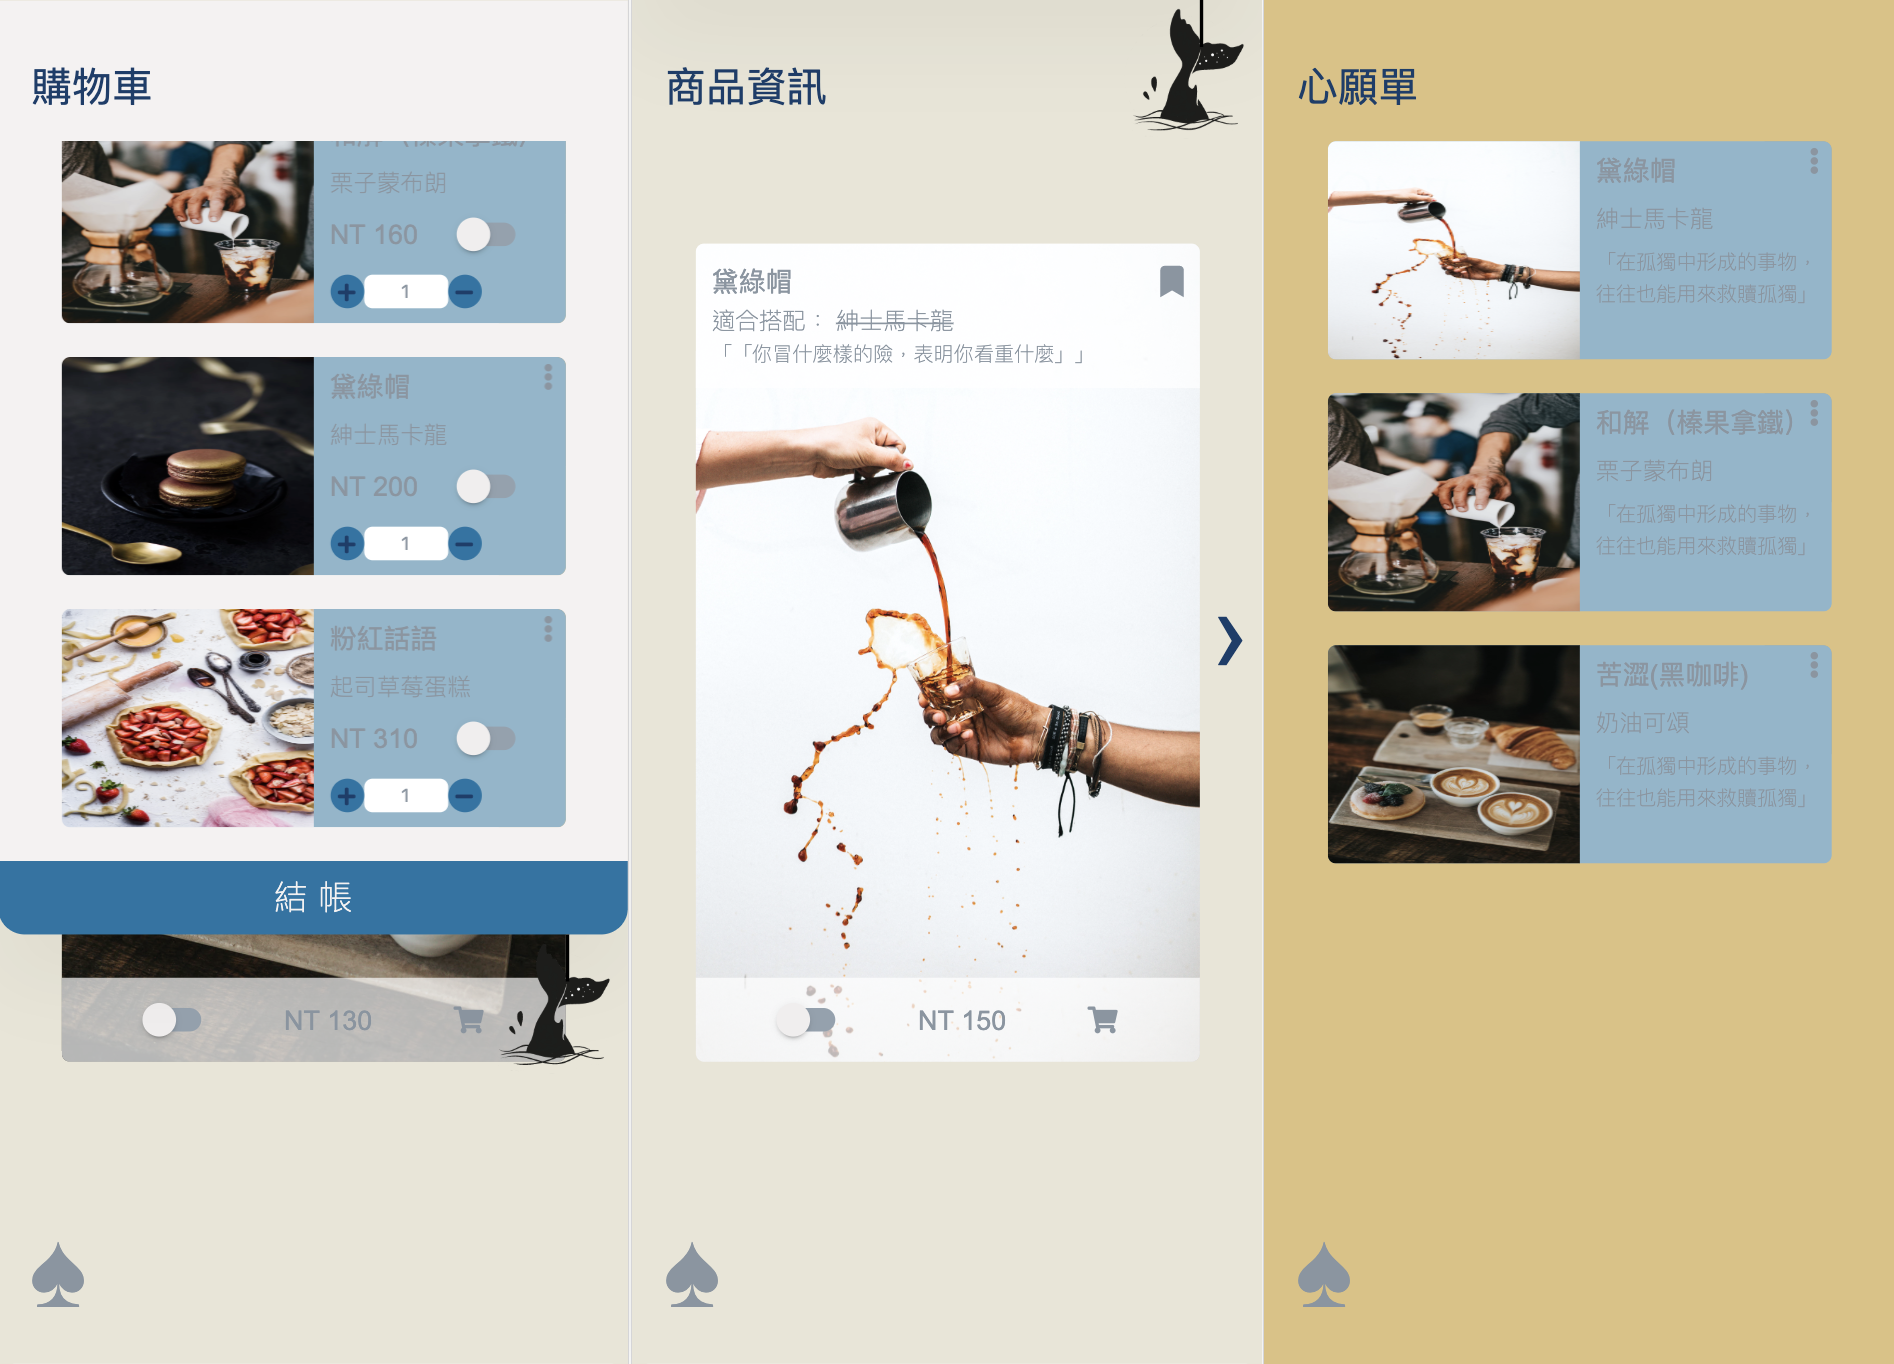 購物車
和解（榛果拿鐵）
栗子蒙布朗
NT 160
1
黛綠帽
紳士馬卡龍
NT 200
1
粉紅話語
起司草莓蛋糕
NT 310
1
結 帳
NT 130
商品資訊
黛綠帽
適合搭配： 紳士馬卡龍
「「你冒什麼樣的險，表明你看重什麼」」
NT 150
心願單
黛綠帽
紳士馬卡龍
「在孤獨中形成的事物，
往往也能用來救贖孤獨」
和解（榛果拿鐵）
栗子蒙布朗
「在孤獨中形成的事物，
往往也能用來救贖孤獨」
苦澀(黑咖啡)
奶油可頌
「在孤獨中形成的事物，
往往也能用來救贖孤獨」